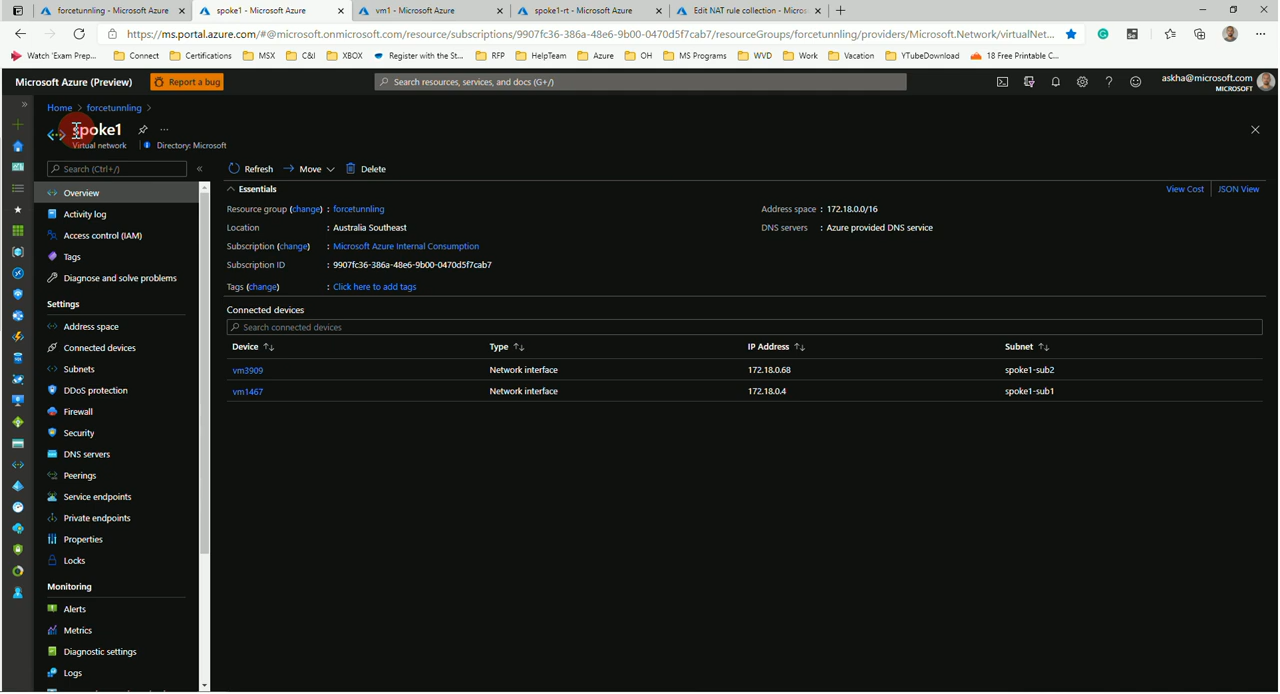 forcetunnling - Microsoft Azure
spoke1 - Microsoft Azure
vm1 - Microsoft Azure
spoke1-rt - Microsoft Azure
Edit NAT rule collection - Micros
https://ms.portal.azure.com/#@microsoft.onmicrosoft.com/resource/subscriptions/9907fc36-386a-48e6-9b00-0470d5f7cab7/resourceGroups/forcetunnling/providers/Microsoft.Network/virtualNet...
Watch 'Exam Prep... Connect Certifications MSX C&I XBOX Register with the St... RFP HelpTeam Azure OH MS Programs WVD Work Vacation YTubeDownload 18 Free Printable C...
Microsoft Azure (Preview) Report a bug Search resources, services, and docs (G+/) askha@microsoft.com
MICROSOFT
Home > forcetunnling >
spoke1 ...
Virtual network Directory: Microsoft
Search (Ctrl+/) «
Refresh Move Delete
Overview
Activity log
Access control (IAM)
Tags
Diagnose and solve problems
Settings
Address space
Connected devices
Subnets
DDoS protection
Firewall
Security
DNS servers
Peerings
Service endpoints
Private endpoints
Properties
Locks
Monitoring
Alerts
Metrics
Diagnostic settings
Logs
Essentials View Cost JSON View
Resource group (change) : forcetunnling
Location : Australia Southeast
Subscription (change) : Microsoft Azure Internal Consumption
Subscription ID : 9907fc36-386a-48e6-9b00-0470d5f7cab7
Tags (change) : Click here to add tags
Address space : 172.18.0.0/16
DNS servers : Azure provided DNS service
Connected devices
Search connected devices
Device Type IP Address Subnet
vm3909 Network interface 172.18.0.68 spoke1-sub2
vm1467 Network interface 172.18.0.4 spoke1-sub1